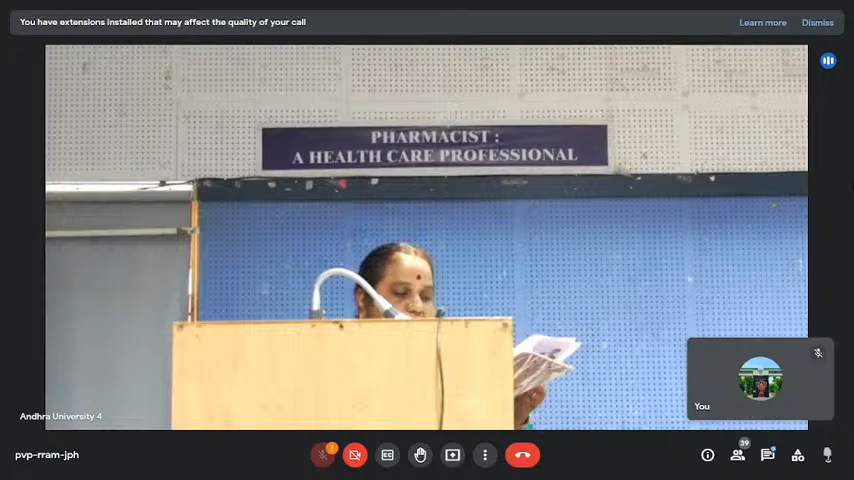 You have extensions installed that may affect the quality of your call
Learn more
Dismiss
PHARMACIST :
A HEALTH CARE PROFESSIONAL
You
Andhra University 4
pvp-rram-jph
39